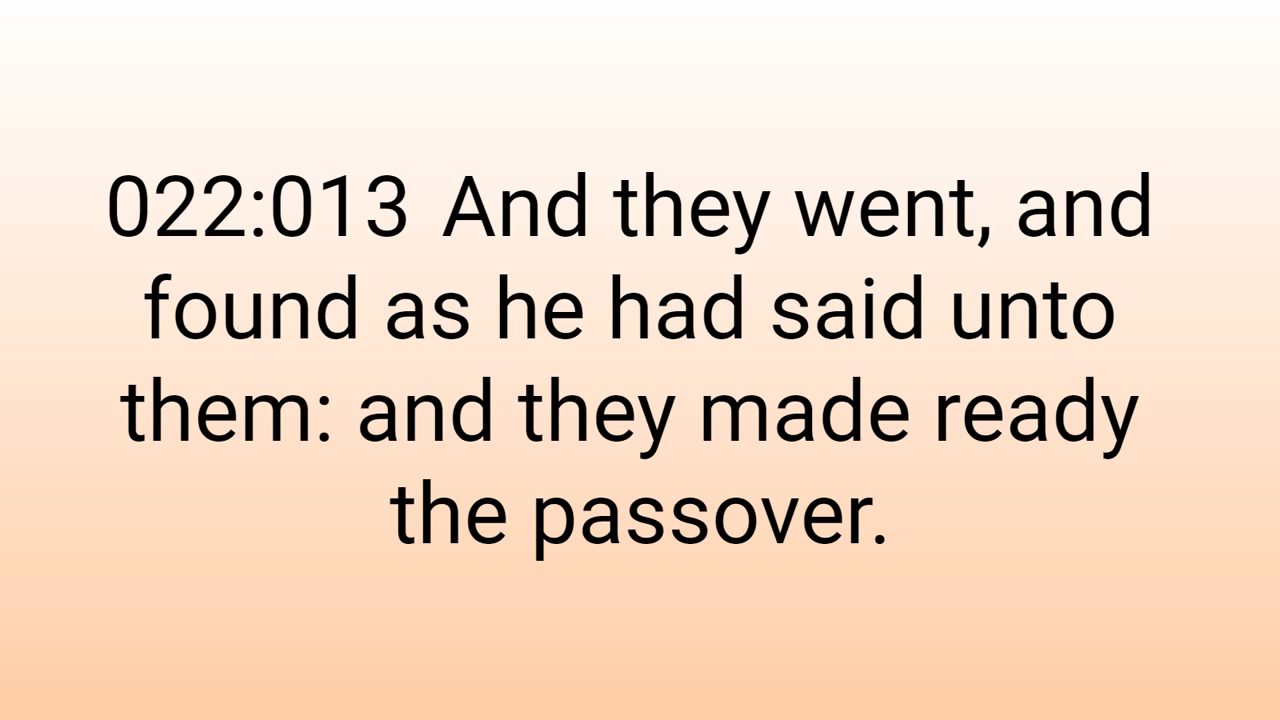 022:013 And they went, and
found as he had said unto
them: and they made ready
the passover.